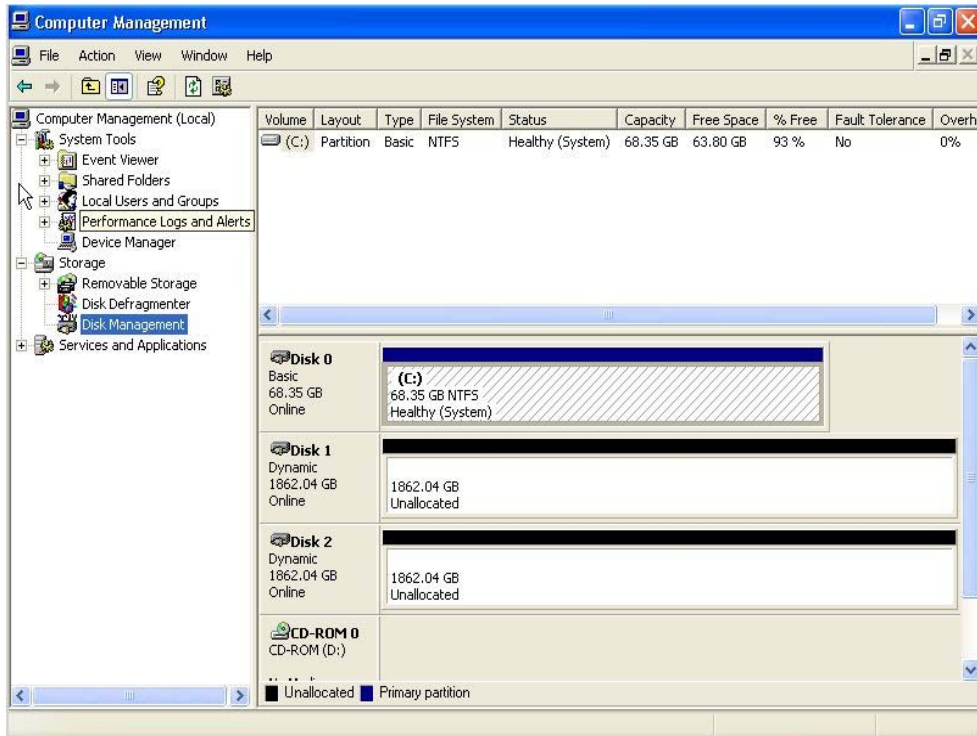 Computer Management
File Action View Window Help
Computer Management (Local)
System Tools
Event Viewer
Shared Folders
Local Users and Groups
Performance Logs and Alerts
Device Manager
Storage
Removable Storage
Disk Defragmenter
Disk Management
Services and Applications
Volume Layout Type File System Status Capacity Free Space % Free Fault Tolerance Overh
(C:) Partition Basic NTFS Healthy (System) 68.35 GB 63.80 GB 93 % No 0%
Disk 0
Basic
68.35 GB
Online
(C:)
68.35 GB NTFS
Healthy (System)
Disk 1
Dynamic
1862.04 GB
Online
1862.04 GB
Unallocated
Disk 2
Dynamic
1862.04 GB
Online
1862.04 GB
Unallocated
CD-ROM 0
CD-ROM (D:)
Unallocated Primary partition